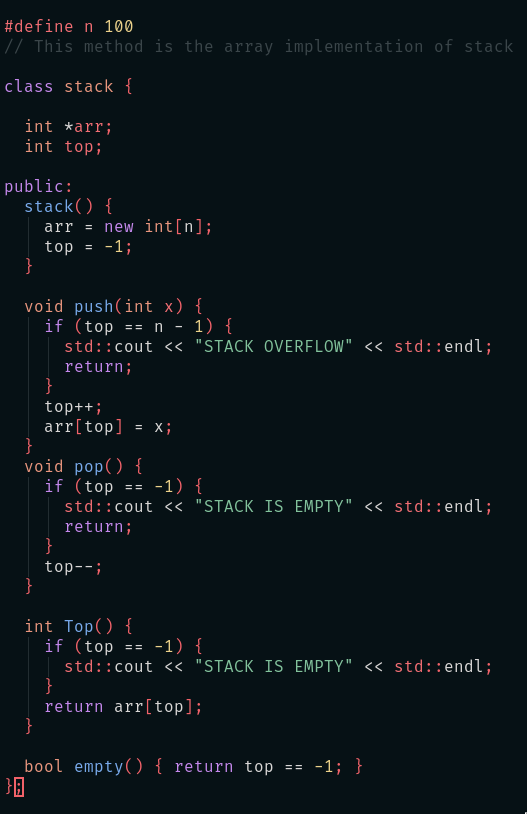 #define n 100
// This method is the array implementation of stack
class stack {
int *arr;
int top;
public:
stack() {
arr = new int[n];
top = -1;
}
void push(int x) {
if (top == n - 1) {
std::cout << "STACK OVERFLOW" << std::endl;
return;
}
top++;
arr[top] = x;
}
void pop() {
if (top == -1) {
std::cout << "STACK IS EMPTY" << std::endl;
return;
}
top--;
}
int Top() {
if (top == -1) {
std::cout << "STACK IS EMPTY" << std::endl;
}
return arr[top];
}
bool empty() { return top == -1; }
};